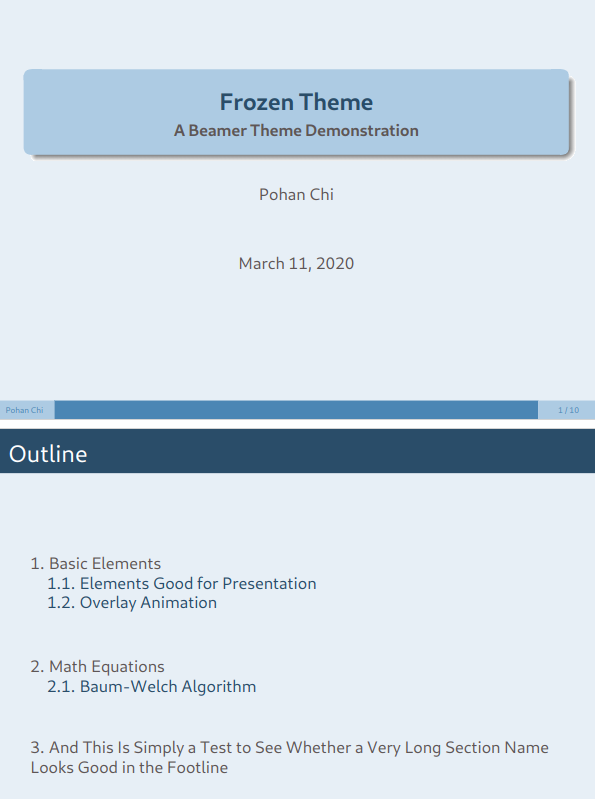 Frozen Theme
A Beamer Theme Demonstration
Pohan Chi
March 11, 2020
Pohan Chi
1 / 10
Outline
1. Basic Elements
1.1. Elements Good for Presentation
1.2. Overlay Animation
2. Math Equations
2.1. Baum-Welch Algorithm
3. And This Is Simply a Test to See Whether a Very Long Section Name
Looks Good in the Footline